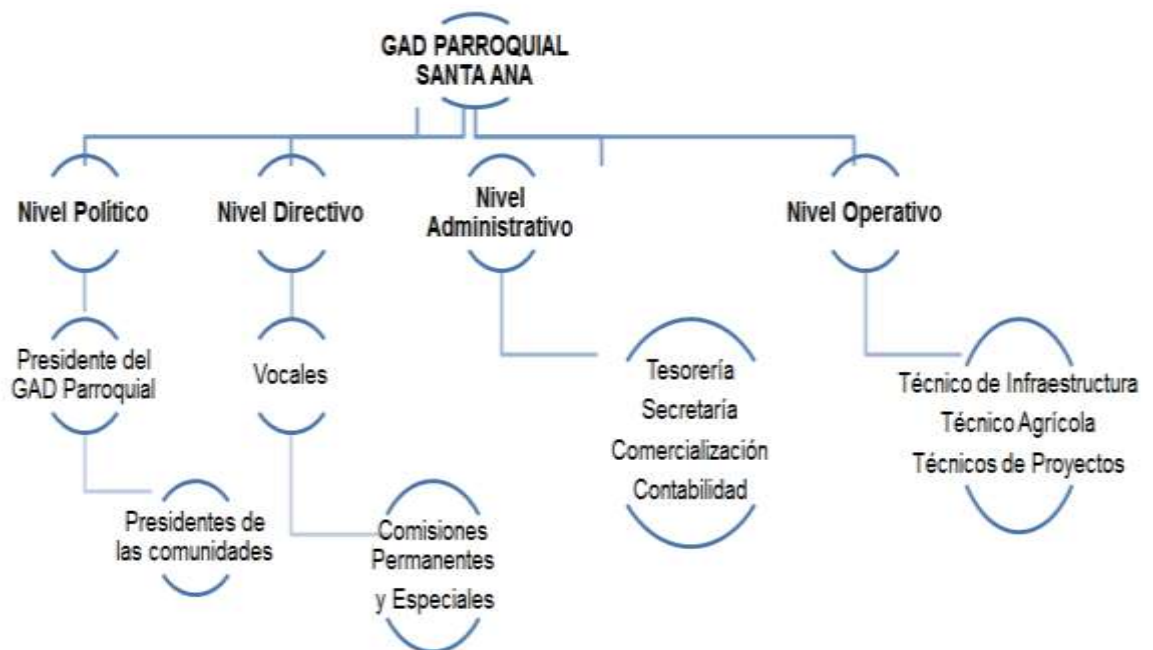 GAD PARROQUIAL
SANTA ANA
Nivel Político
Nivel Directivo
Nivel
Administrativo
Nivel Operativo
Presidente del
GAD Parroquial
Vocales
Tesorería
Secretaría
Comercialización
Contabilidad
Técnico de Infraestructura
Técnico Agrícola
Técnicos de Proyectos
Presidentes de
las comunidades
Comisiones
Permanentes
y Especiales